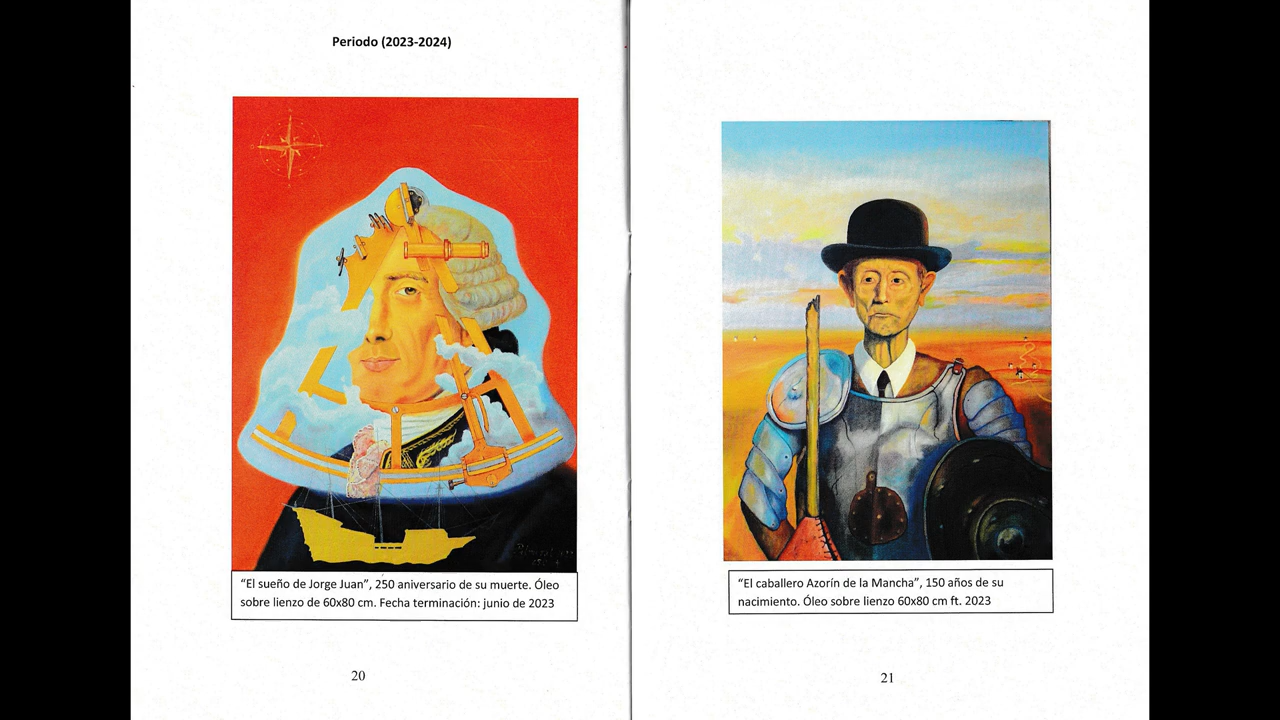 Periodo (2023-2024)
“El sueño de Jorge Juan”, 250 aniversario de su muerte. Óleo
sobre lienzo de 60x80 cm. Fecha terminación: junio de 2023
20
“El caballero Azorín de la Mancha”, 150 años de su
nacimiento. Óleo sobre lienzo 60x80 cm ft. 2023
21